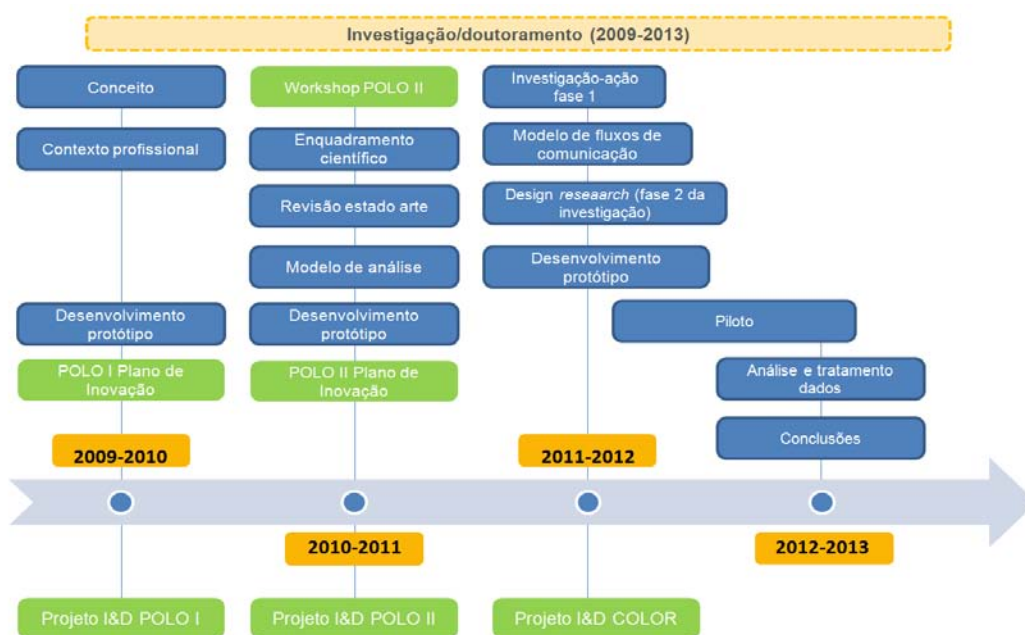 Investigação/doutoramento (2009-2013)
Conceito
Contexto profissional
Desenvolvimento
protótipo
POLO I Plano de
Inovação
2009-2010
Projeto I&D POLO I
Workshop POLO II
Enquadramento
científico
Revisão estado arte
Modelo de análise
Desenvolvimento
protótipo
POLO II Plano de
Inovação
2010-2011
Projeto I&D POLO II
Investigação-ação
fase 1
Modelo de fluxos de
comunicação
Design reseaarch (fase 2 da
investigação)
Desenvolvimento
protótipo
2011-2012
Projeto I&D COLOR
Piloto
Análise e tratamento
dados
Conclusões
2012-2013